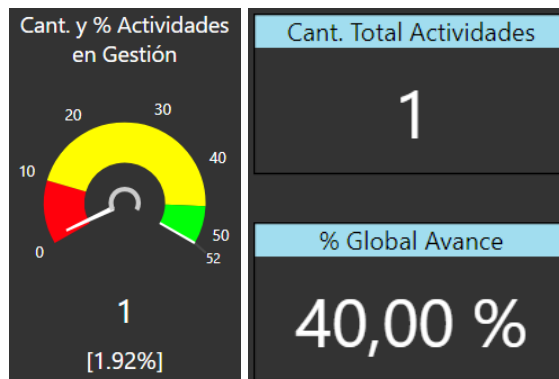 Cant. y % Actividades
en Gestión
0
10
20
30
40
50
52
1
[1.92%]
Cant. Total Actividades
1
% Global Avance
40,00 %